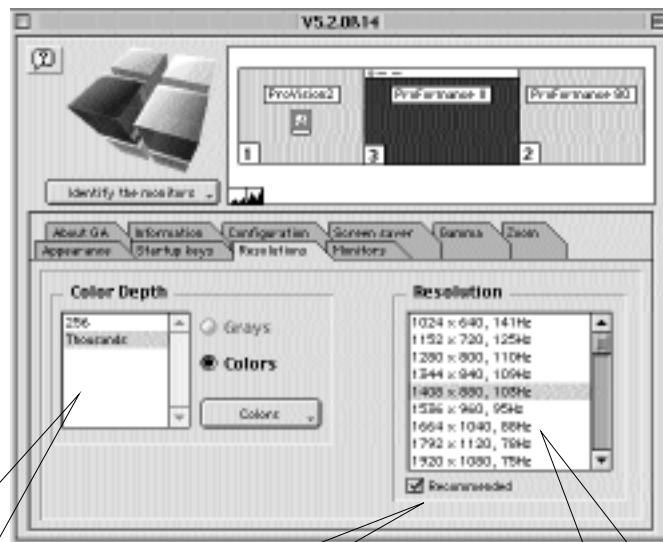 V5.2.0B14
?
ProVision2
ProFormance II
ProFormance 80
1
3
2
Identify the monitors
About GA
Information
Configuration
Screen saver
Gamma
Zoom
Appearance
Startup keys
Resolutions
Monitors
Color Depth
256
Thousands
Grays
Colors
Colors
Resolution
1024 x 640, 141Hz
1152 x 720, 125Hz
1280 x 800, 110Hz
1344 x 840, 109Hz
1408 x 880, 105Hz
1536 x 960, 95Hz
1664 x 1040, 88Hz
1792 x 1120, 78Hz
1920 x 1080, 75Hz
Recommended